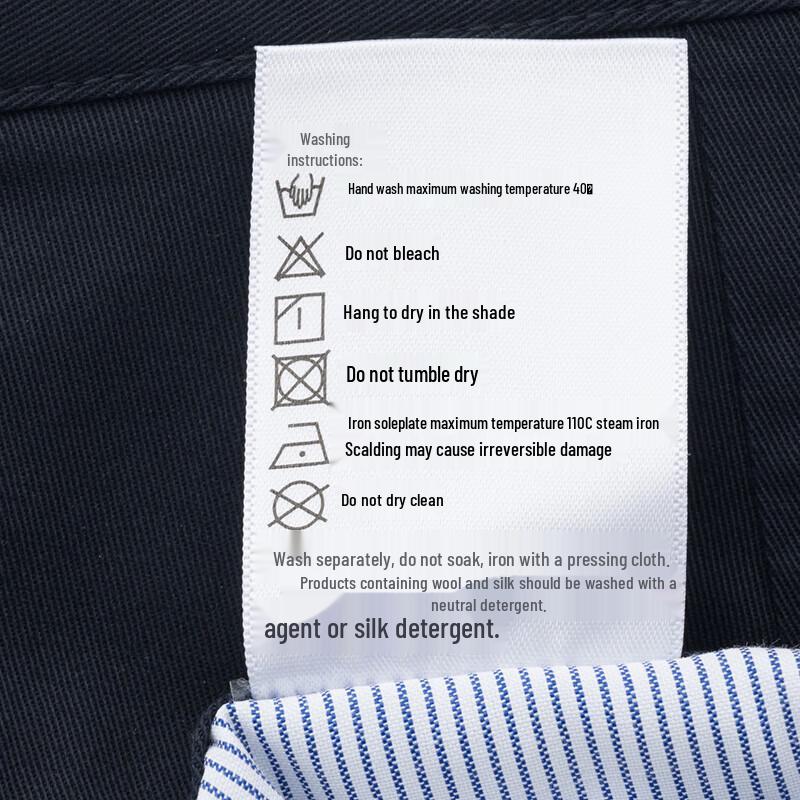 Washing
instructions:
Hand wash maximum washing temperature 40�
Do not bleach
Hang to dry in the shade
Do not tumble dry
Iron soleplate maximum temperature 110C steam iron
Scalding may cause irreversible damage
Do not dry clean
Wash separately, do not soak, iron with a pressing cloth.
Products containing wool and silk should be washed with a
neutral detergent.
agent or silk detergent.